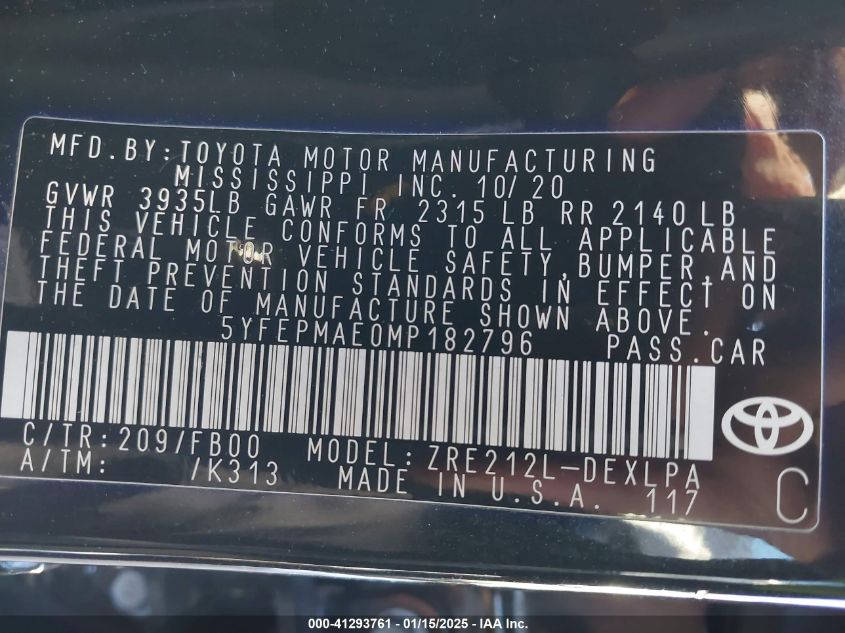 MFD.BY:TOYOTA MOTOR MANUFACTURING
MISSISSIPPI INC. 10/20
GVWR 3935LB GAWR FR 2315LB RR 2140LB
THIS VEHICLE CONFORMS TO ALL APPLICABLE
FEDERAL MOTOR VEHICLE SAFETY,BUMPER,AND
THEFT PREVENTION STANDARDS IN EFFECT ON
THE DATE OF MANUFACTURE SHOWN ABOVE.
5YFEPMAE0MP182796 PASS.CAR
C/TR:209/FB00 MODEL:ZRE212L-DEXLPA
A/TM: /K313 MADE IN U.S.A. 117
C
000-41293761 - 01/15/2025 - IAA Inc.